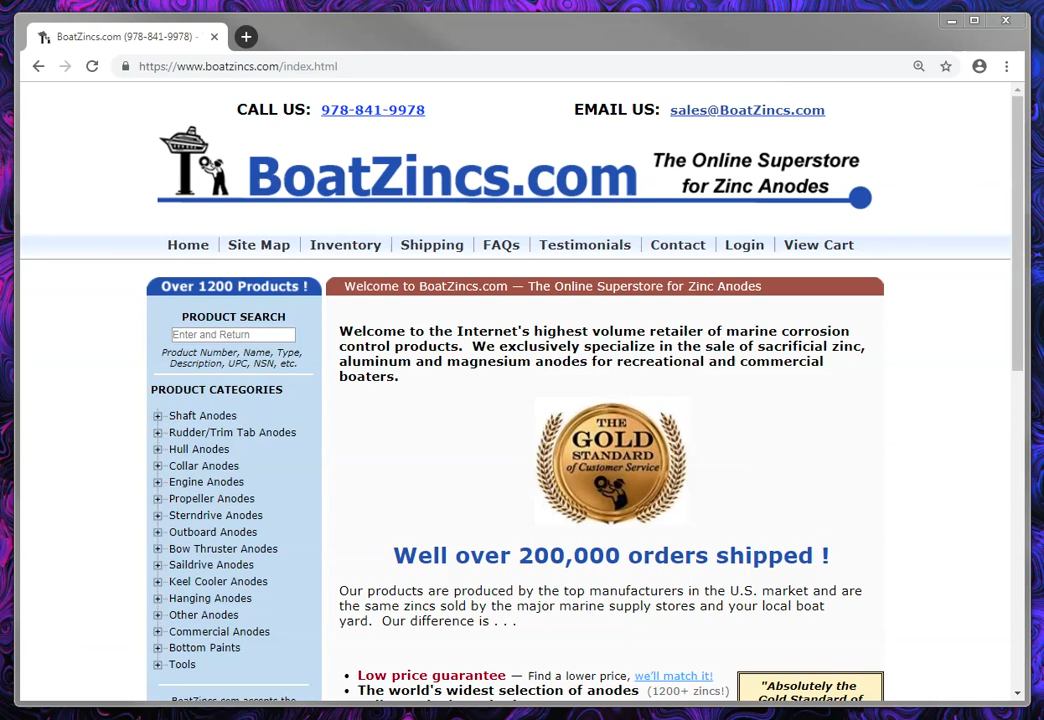 BoatZincs.com (978-841-9978) -
https://www.boatzincs.com/index.html
CALL US: 978-841-9978
EMAIL US: sales@BoatZincs.com
BoatZincs.com
The Online Superstore
for Zinc Anodes
Home Site Map Inventory Shipping FAQs Testimonials Contact Login View Cart
Over 1200 Products !
PRODUCT SEARCH
Enter and Return
Product Number, Name, Type,
Description, UPC, NSN, etc.
PRODUCT CATEGORIES
Shaft Anodes
Rudder/Trim Tab Anodes
Hull Anodes
Collar Anodes
Engine Anodes
Propeller Anodes
Sterndrive Anodes
Outboard Anodes
Bow Thruster Anodes
Saildrive Anodes
Keel Cooler Anodes
Hanging Anodes
Other Anodes
Commercial Anodes
Bottom Paints
Tools
BoatZincs.com accepts the
Welcome to BoatZincs.com — The Online Superstore for Zinc Anodes
Welcome to the Internet's highest volume retailer of marine corrosion
control products. We exclusively specialize in the sale of sacrificial zinc,
aluminum and magnesium anodes for recreational and commercial
boaters.
THE
GOLD
STANDARD
of Customer Service
Well over 200,000 orders shipped !
Our products are produced by the top manufacturers in the U.S. market and are
the same zincs sold by the major marine supply stores and your local boat
yard. Our difference is . . .
• Low price guarantee — Find a lower price, we'll match it!
• The world's widest selection of anodes (1200+ zincs!)
"Absolutely the
Gold Standard of